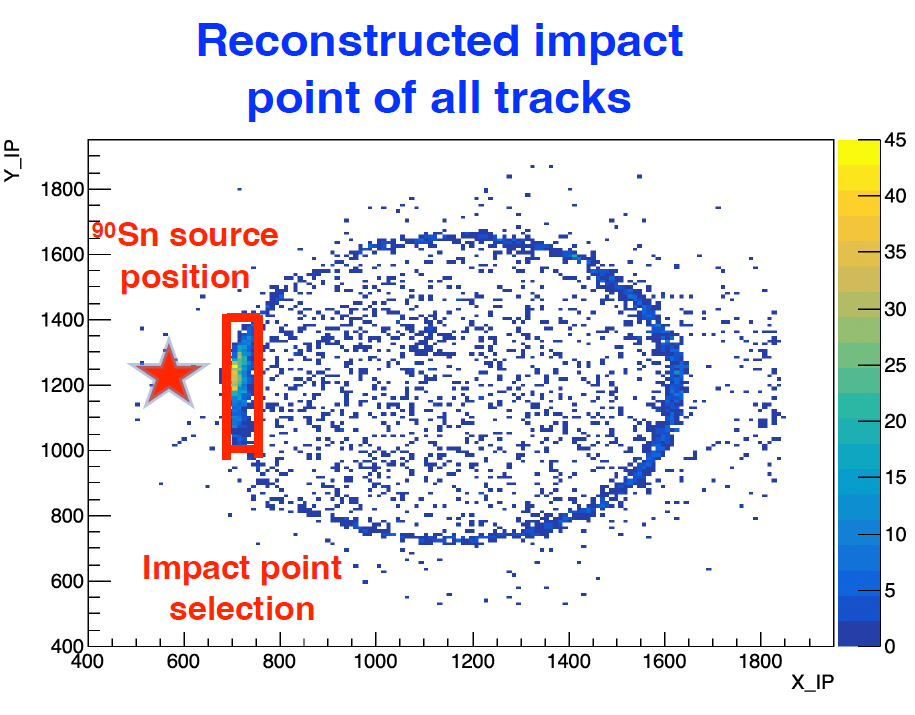 Reconstructed impact
point of all tracks
Y_IP
45
1800
40
⁹⁰Sn source
position
35
1600
30
1400
25
1200
20
1000
15
800
10
Impact point
selection
600
5
400
0
400 600 800 1000 1200 1400 1600 1800
X_IP